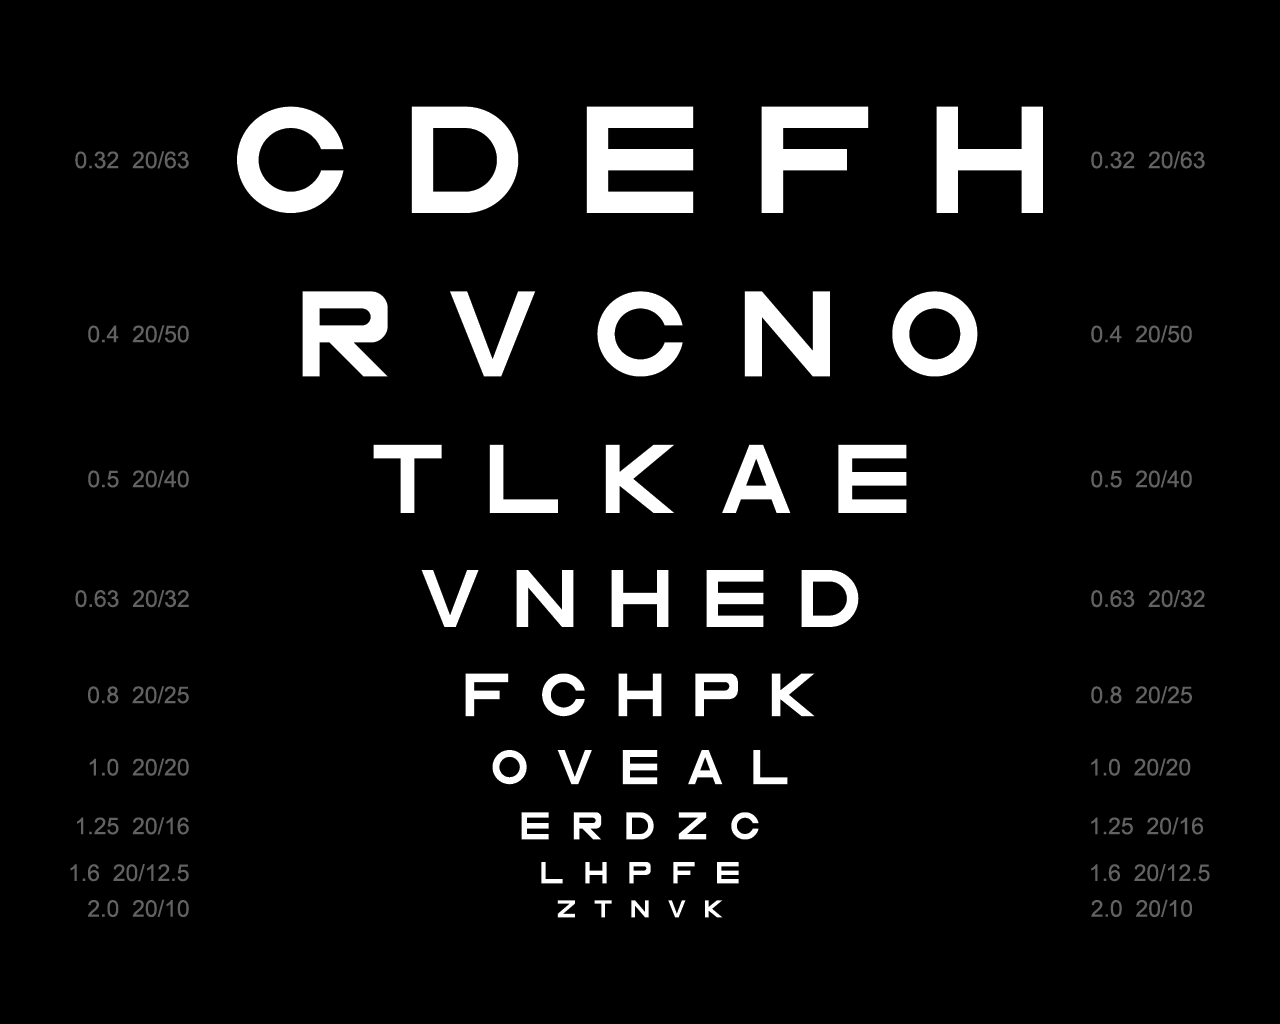 0.32 20/63 C D E F H 0.32 20/63
0.4 20/50 R V C N O 0.4 20/50
0.5 20/40 T L K A E 0.5 20/40
0.63 20/32 V N H E D 0.63 20/32
0.8 20/25 F C H P K 0.8 20/25
1.0 20/20 O V E A L 1.0 20/20
1.25 20/16 E R D Z C 1.25 20/16
1.6 20/12.5 L H P F E 1.6 20/12.5
2.0 20/10 Z T N V K 2.0 20/10